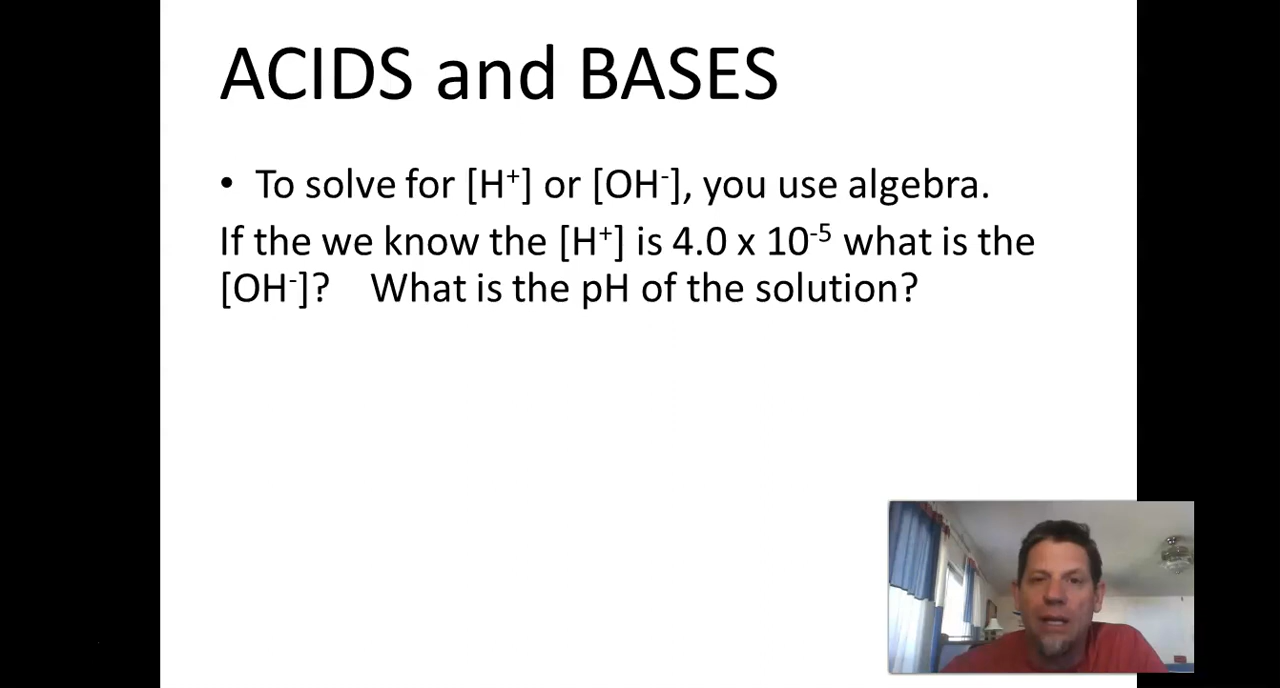 ACIDS and BASES
• To solve for [H⁺] or [OH⁻], you use algebra.
If the we know the [H⁺] is 4.0 x 10⁻⁵ what is the
[OH⁻]? What is the pH of the solution?